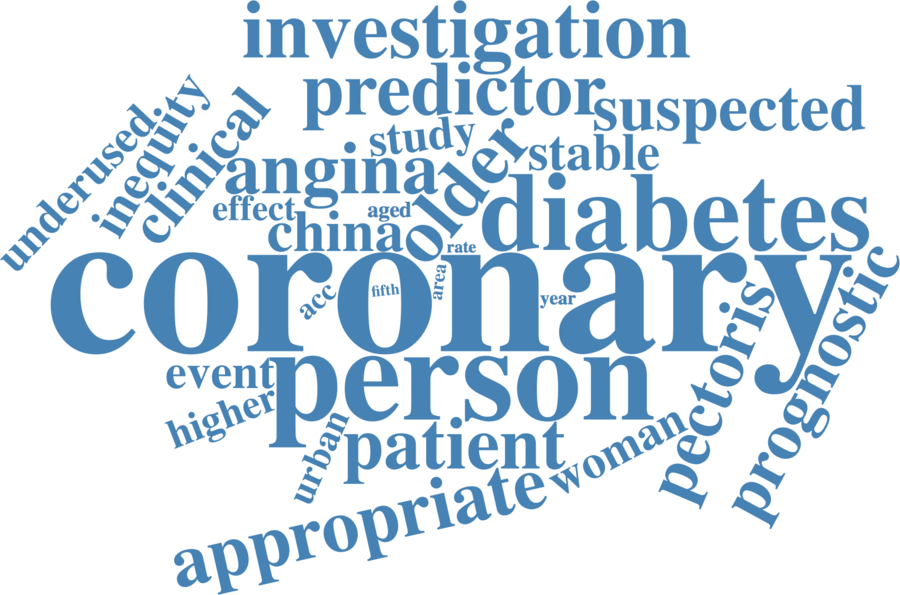 investigation
predictor
suspected
underused.
inequity
clinical
study
older
stable
angina
diabetes
effect
aged
china
rate
coronary
acc
fifth
area
year
pectoris
prognostic
event
person
higher
urban
patient
woman
appropriate